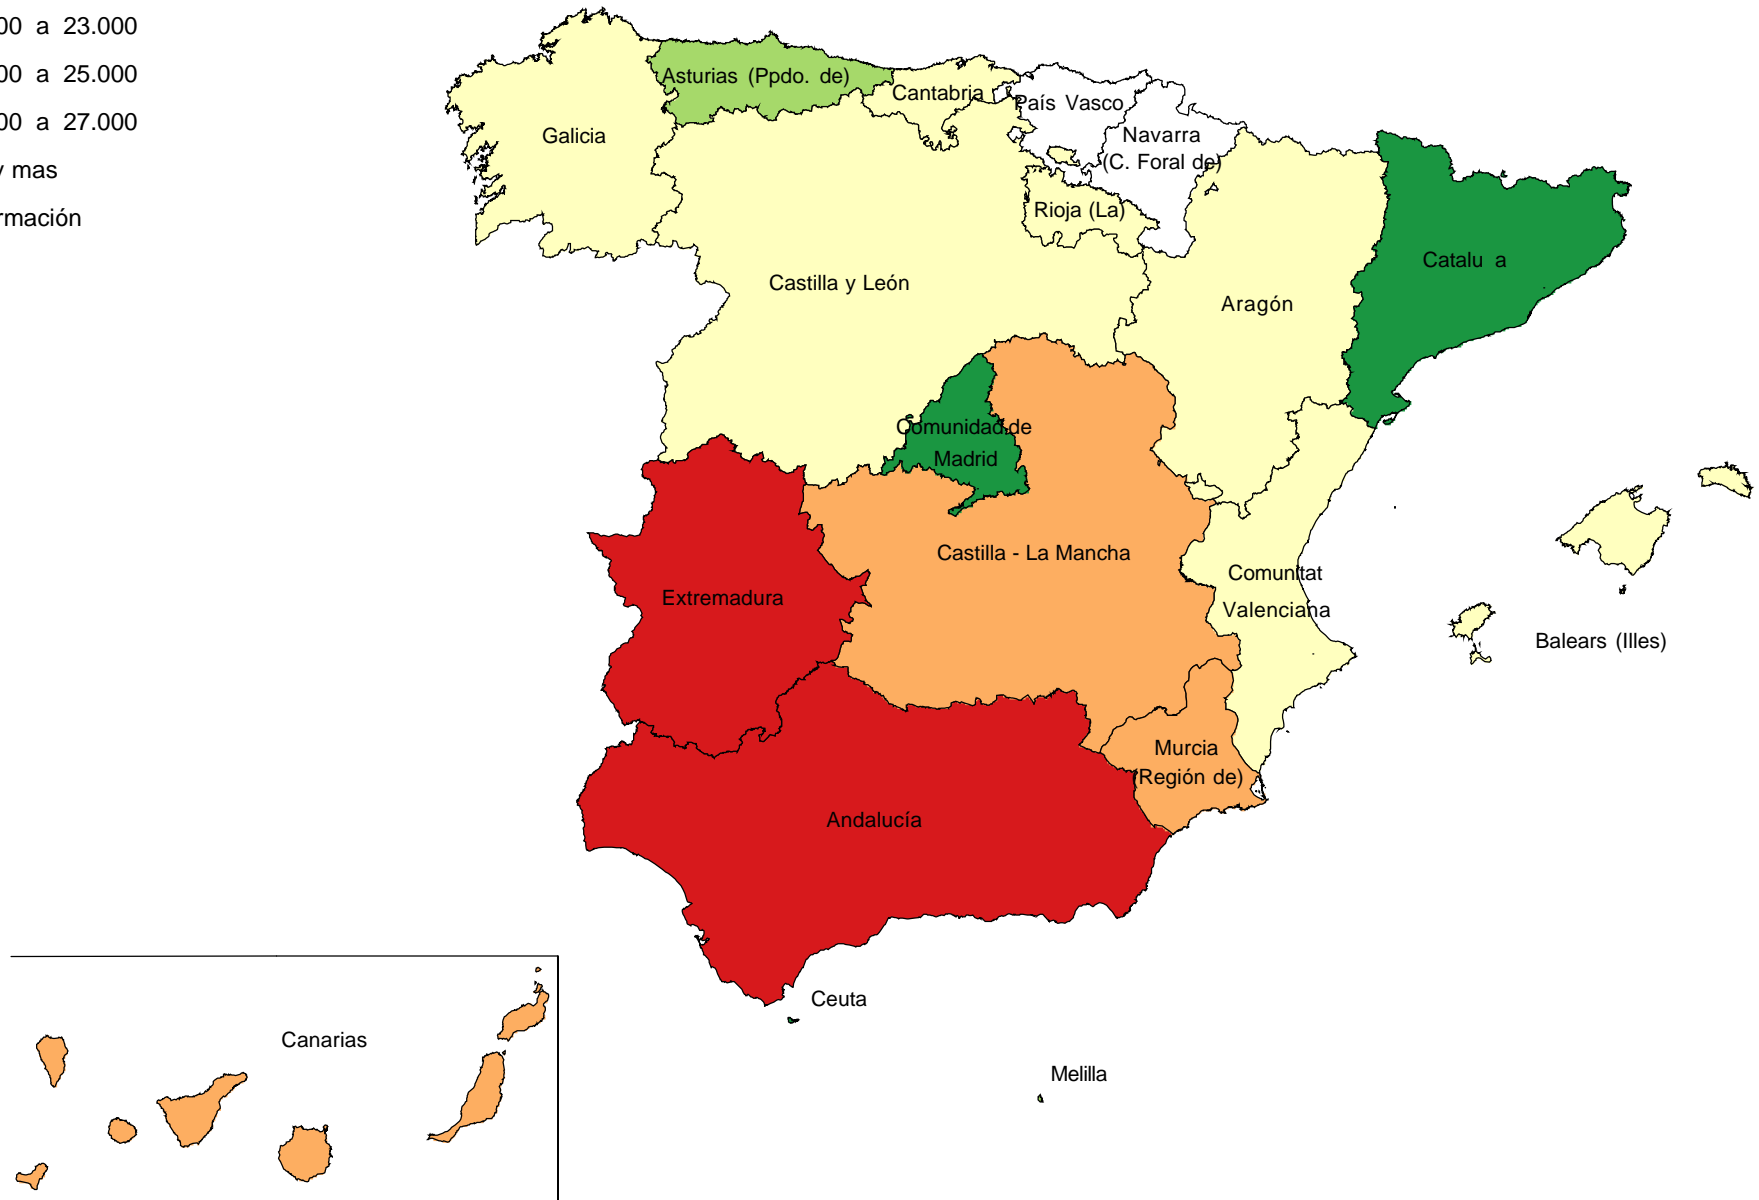 00 a 23.000
00 a 25.000
00 a 27.000
y mas
rmación
Asturias (Ppdo. de)
Cantabria
País Vasco
Navarra
(C. Foral de)
Galicia
Rioja (La)
Castilla y León
Aragón
Catalu a
Comunidad de
Madrid
Castilla - La Mancha
Extremadura
Comunitat
Valenciana
Balears (Illes)
Murcia
(Región de)
Andalucía
Ceuta
Canarias
Melilla